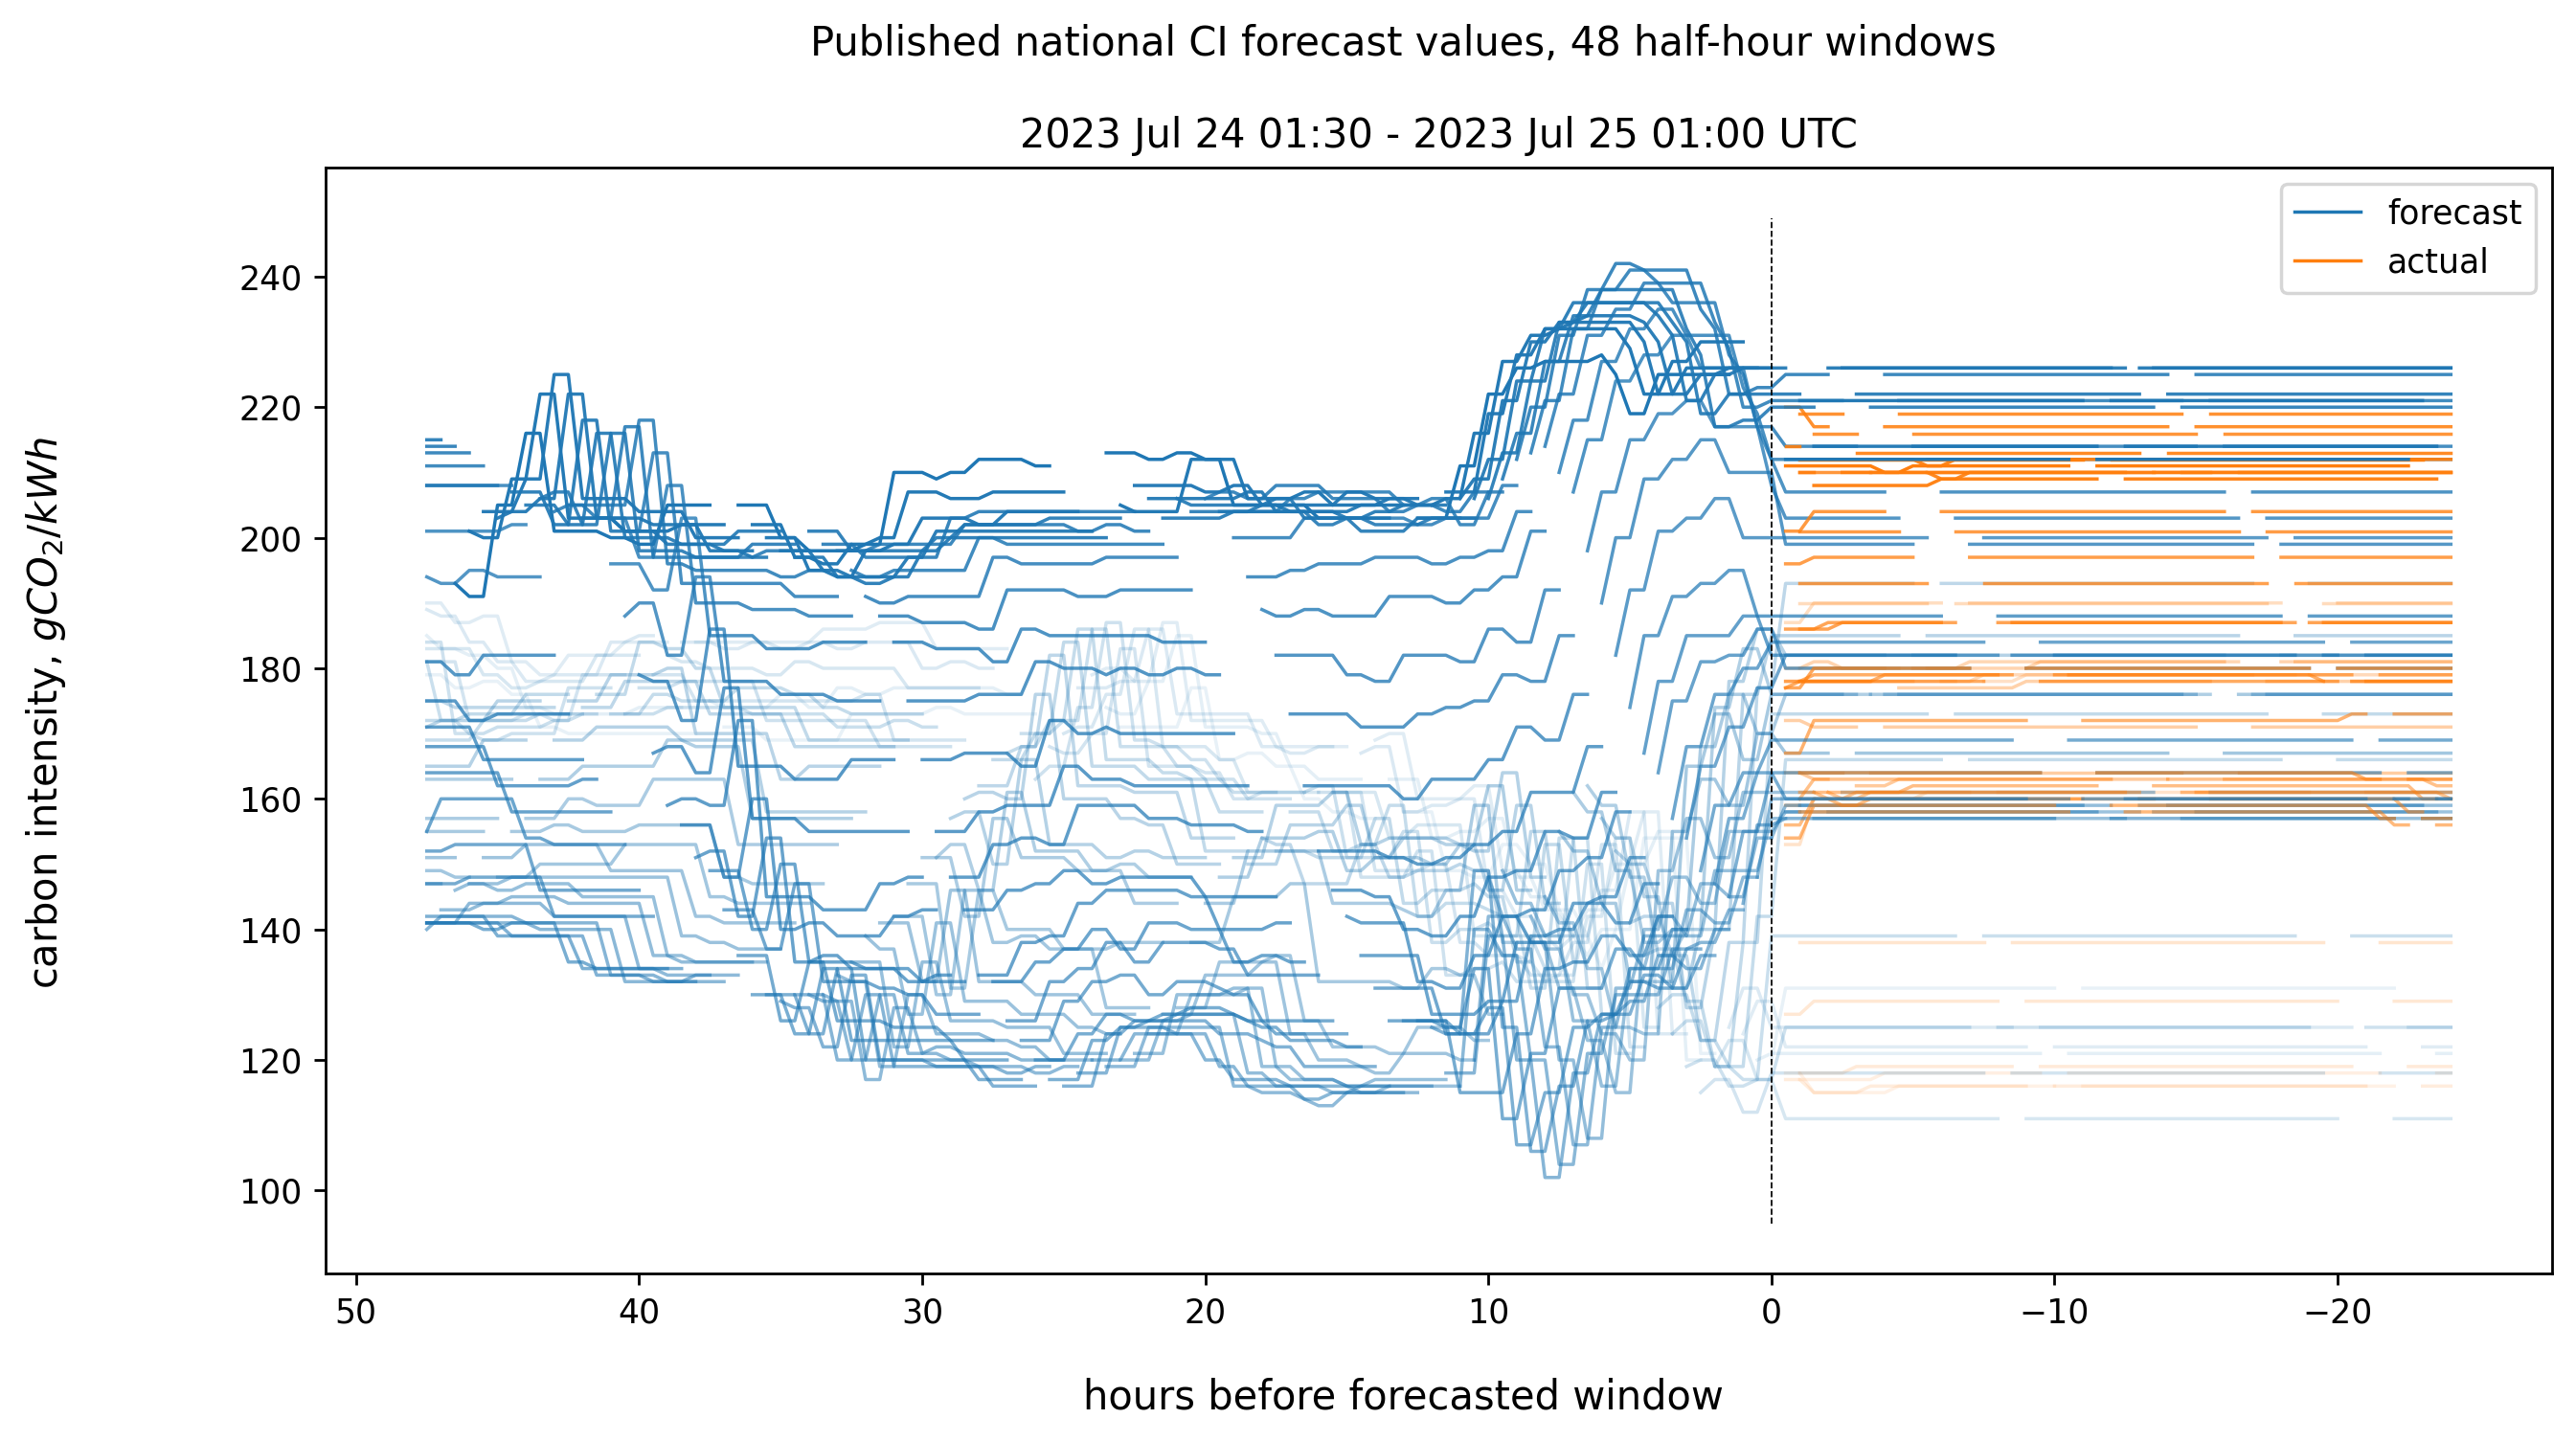 Published national CI forecast values, 48 half-hour windows
2023 Jul 24 01:30 - 2023 Jul 25 01:00 UTC
forecast
actual
carbon intensity, gCO₂/kWh
240
220
200
180
160
140
120
100
50 40 30 20 10 0 −10 −20
hours before forecasted window